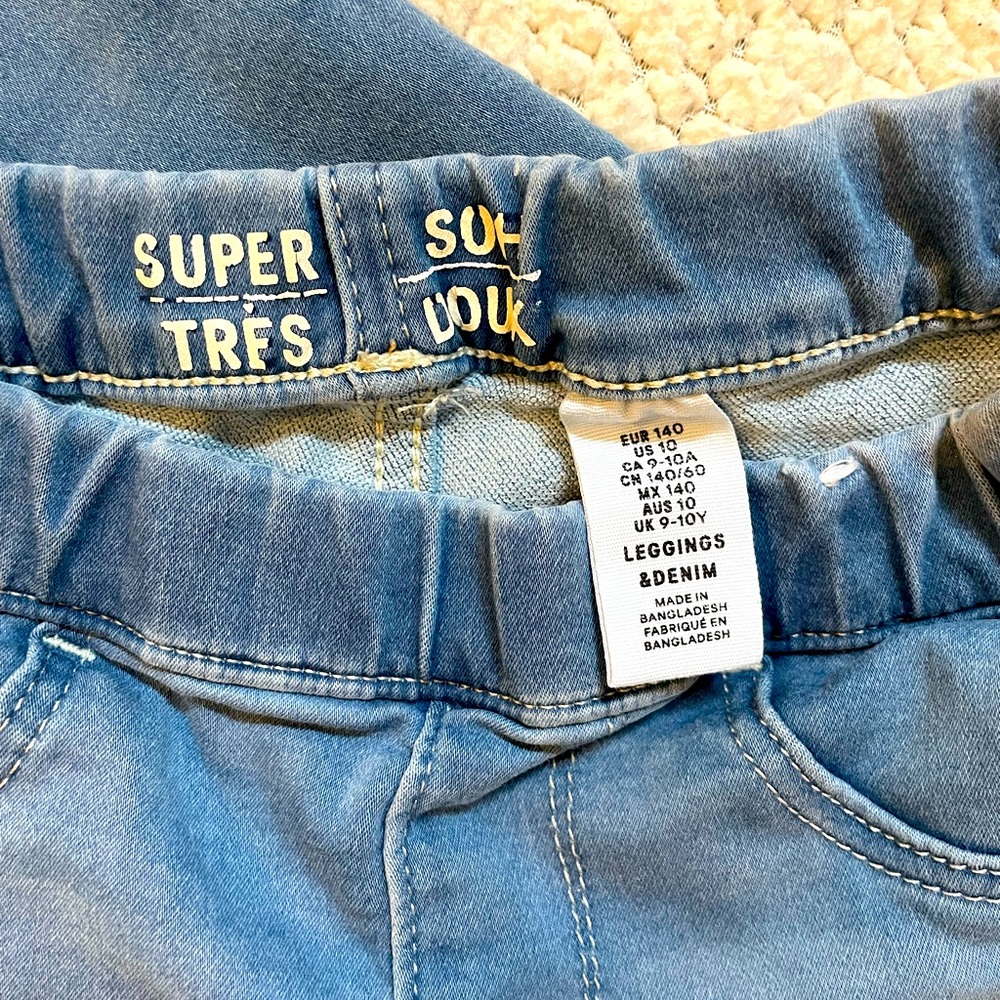 SUPER
TRÈS
EUR 140
US 10
CA 9-10A
CN 140/60
MX 140
AUS 10
UK 9-10Y
LEGGINGS
&DENIM
MADE IN
BANGLADESH
FABRIQUÉ EN
BANGLADESH